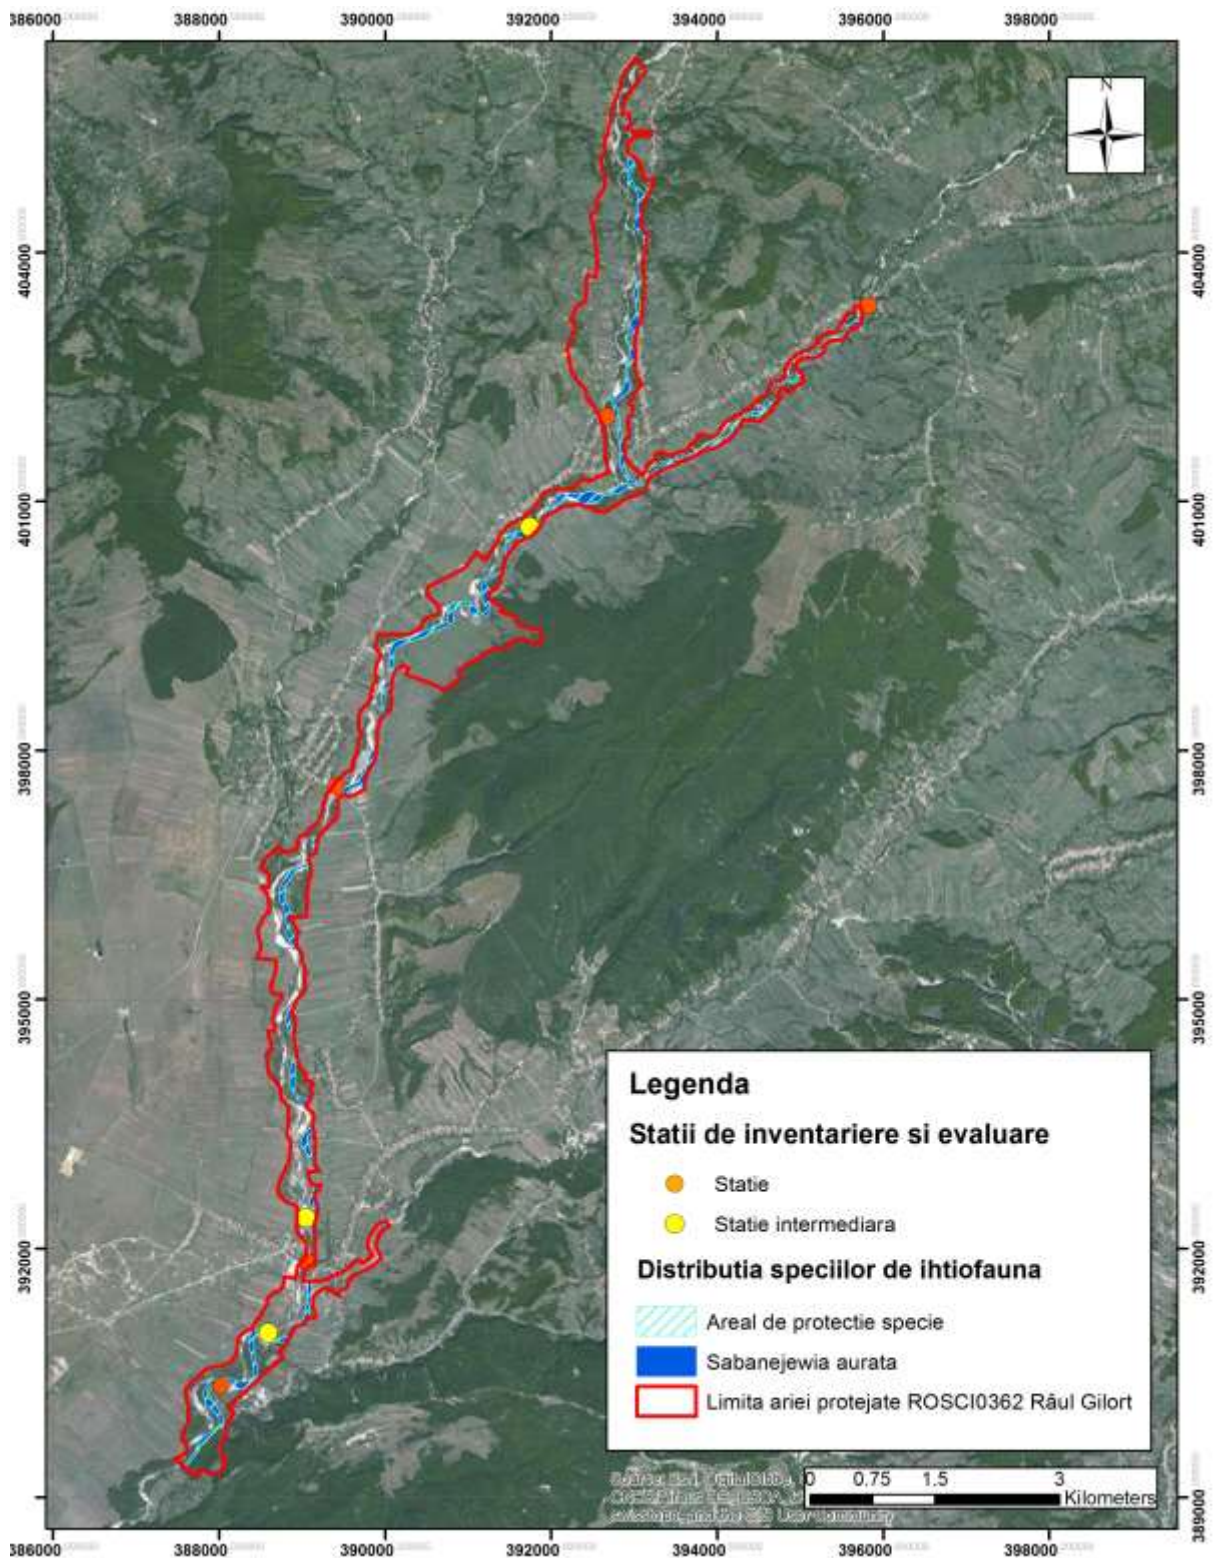 386000 388000 390000 392000 394000 396000 398000
N
404000 404000
401000 401000
398000 398000
395000 395000
392000 392000
389000
Legenda
Statii de inventariere si evaluare
Statie
Statie intermediara
Distributia speciilor de ihtiofauna
Areal de protectie specie
Sabanejewia aurata
Limita ariei protejate ROSCI0362 Râul Gilort
0 0.75 1.5 3
Kilometers
386000 388000 390000 392000 394000 396000 398000